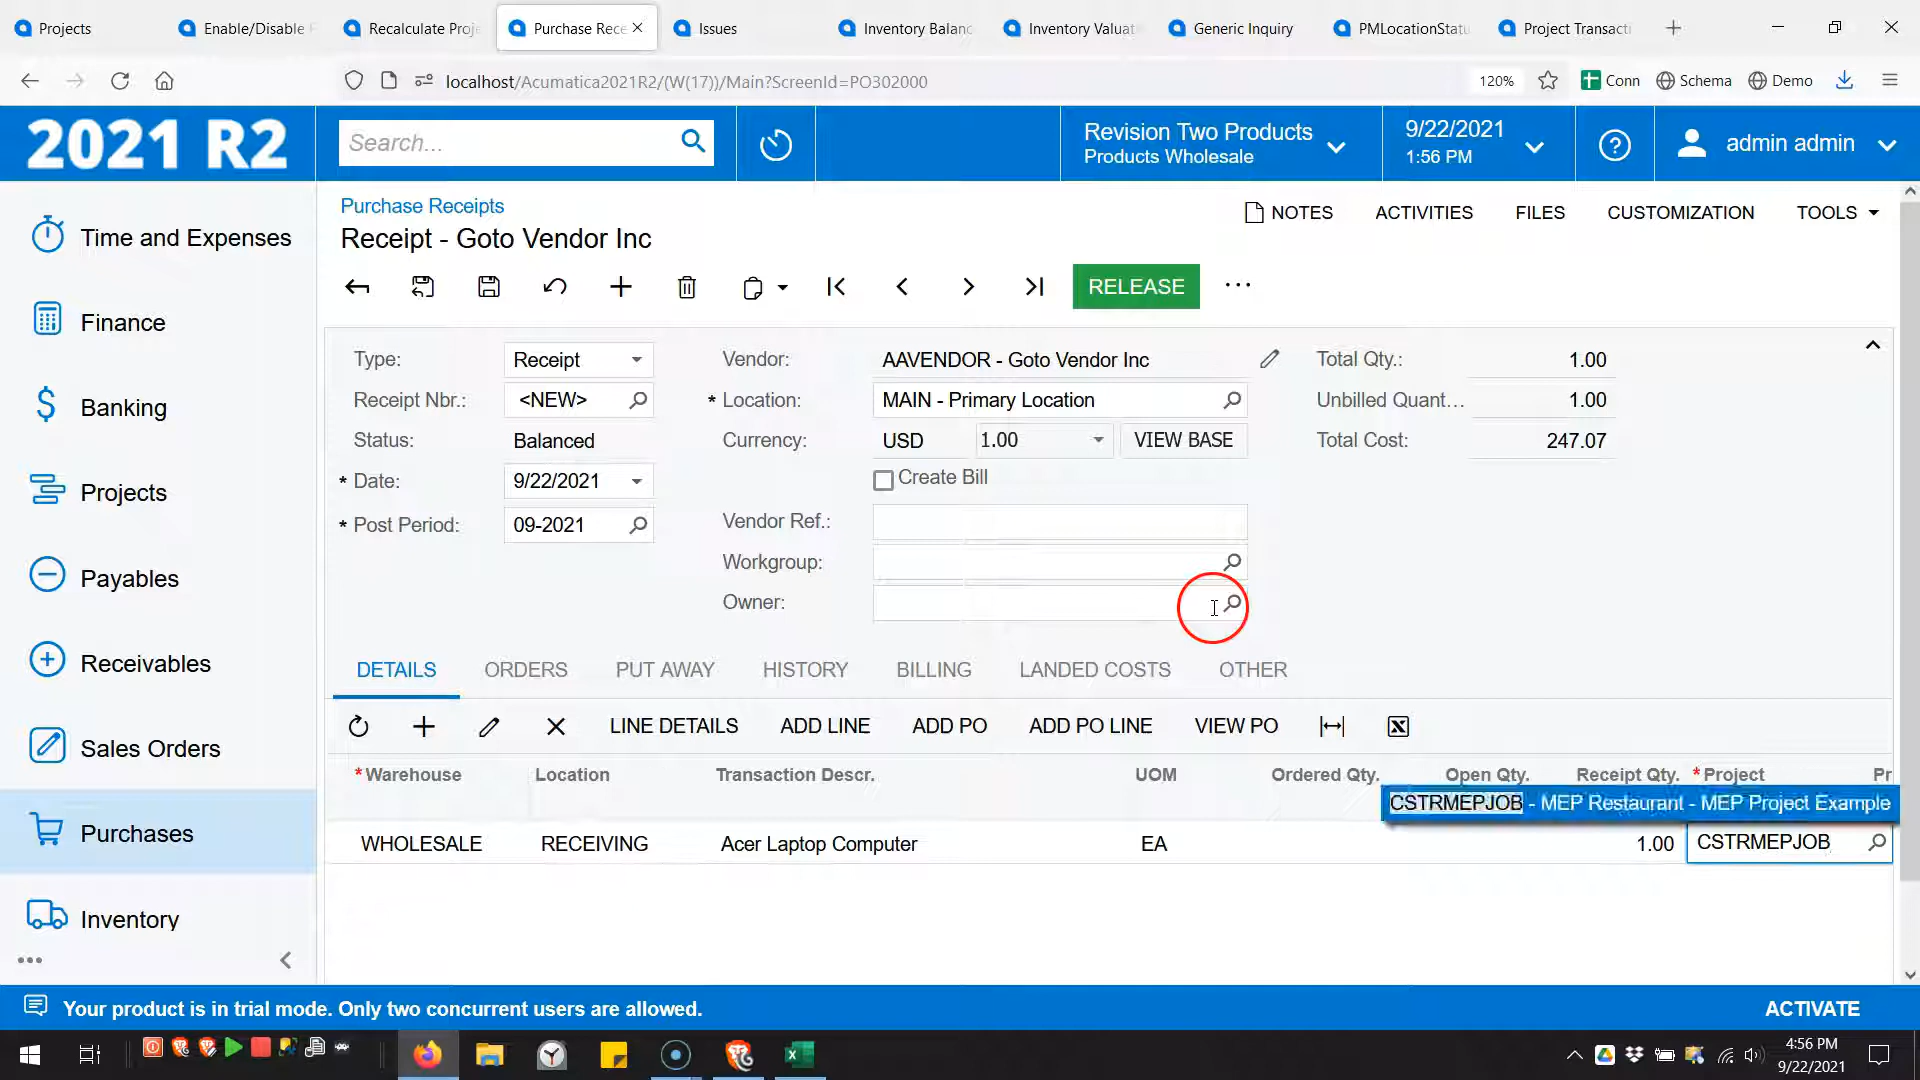 Projects
Enable/Disable F
Recalculate Proje
Purchase Rece
Issues
Inventory Balanc
Inventory Valuat
Generic Inquiry
PMLocationStatu
Project Transacti
localhost/Acumatica2021R2/(W(17))/Main?ScreenId=PO302000
120%
Conn
Schema
Demo
2021 R2
Search...
Revision Two Products
Products Wholesale
9/22/2021
1:56 PM
admin admin
Time and Expenses
Finance
Banking
Projects
Payables
Receivables
Sales Orders
Purchases
Inventory
Purchase Receipts
Receipt - Goto Vendor Inc
NOTES
ACTIVITIES
FILES
CUSTOMIZATION
TOOLS
RELEASE
Type: Receipt
Receipt Nbr.: <NEW>
Status: Balanced
* Date: 9/22/2021
* Post Period: 09-2021
Vendor: AAVENDOR - Goto Vendor Inc
* Location: MAIN - Primary Location
Currency: USD 1.00 VIEW BASE
Create Bill
Vendor Ref.:
Workgroup:
Owner:
Total Qty.: 1.00
Unbilled Quant... 1.00
Total Cost: 247.07
DETAILS ORDERS PUT AWAY HISTORY BILLING LANDED COSTS OTHER
LINE DETAILS ADD LINE ADD PO ADD PO LINE VIEW PO
* Warehouse Location Transaction Descr. UOM Ordered Qty. Open Qty. Receipt Qty. * Project Pr
CSTRMEPJOB - MEP Restaurant - MEP Project Example
WHOLESALE RECEIVING Acer Laptop Computer EA 1.00 CSTRMEPJOB
Your product is in trial mode. Only two concurrent users are allowed.
ACTIVATE
4:56 PM
9/22/2021